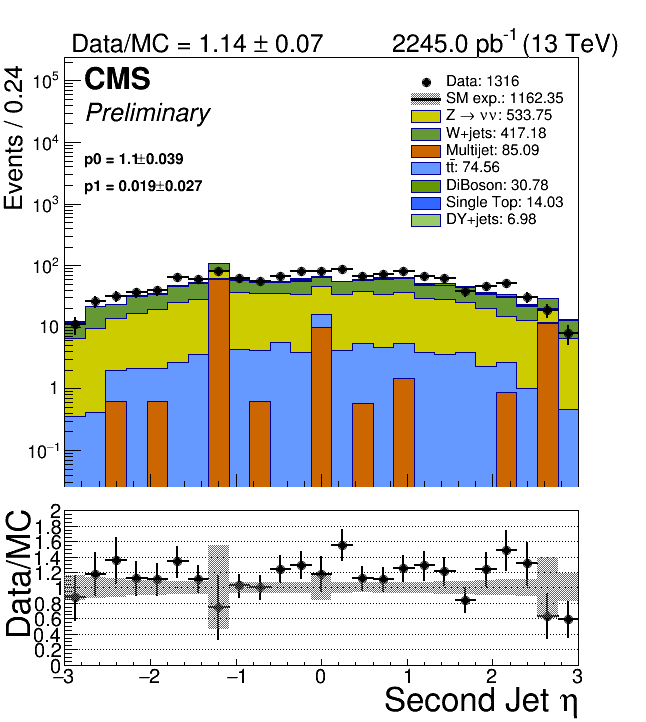 Data/MC = 1.14 ± 0.07 2245.0 pb⁻¹ (13 TeV)
CMS
Preliminary
p0 = 1.1±0.039
p1 = 0.019±0.027
Data: 1316
SM exp.: 1162.35
Z → νν: 533.75
W+jets: 417.18
Multijet: 85.09
tt̄: 74.56
DiBoson: 30.78
Single Top: 14.03
DY+jets: 6.98
Events / 0.24
10⁵
10⁴
10³
10²
10
1
10⁻¹
Data/MC
2
1.8
1.6
1.4
1.2
1
0.8
0.6
0.4
0.2
0
−3 −2 −1 0 1 2 3
Second Jet η